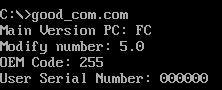 C:\>good_com.com
Main Version PC: FC
Modify number: 5.0
OEM Code: 255
User Serial Number: 000000